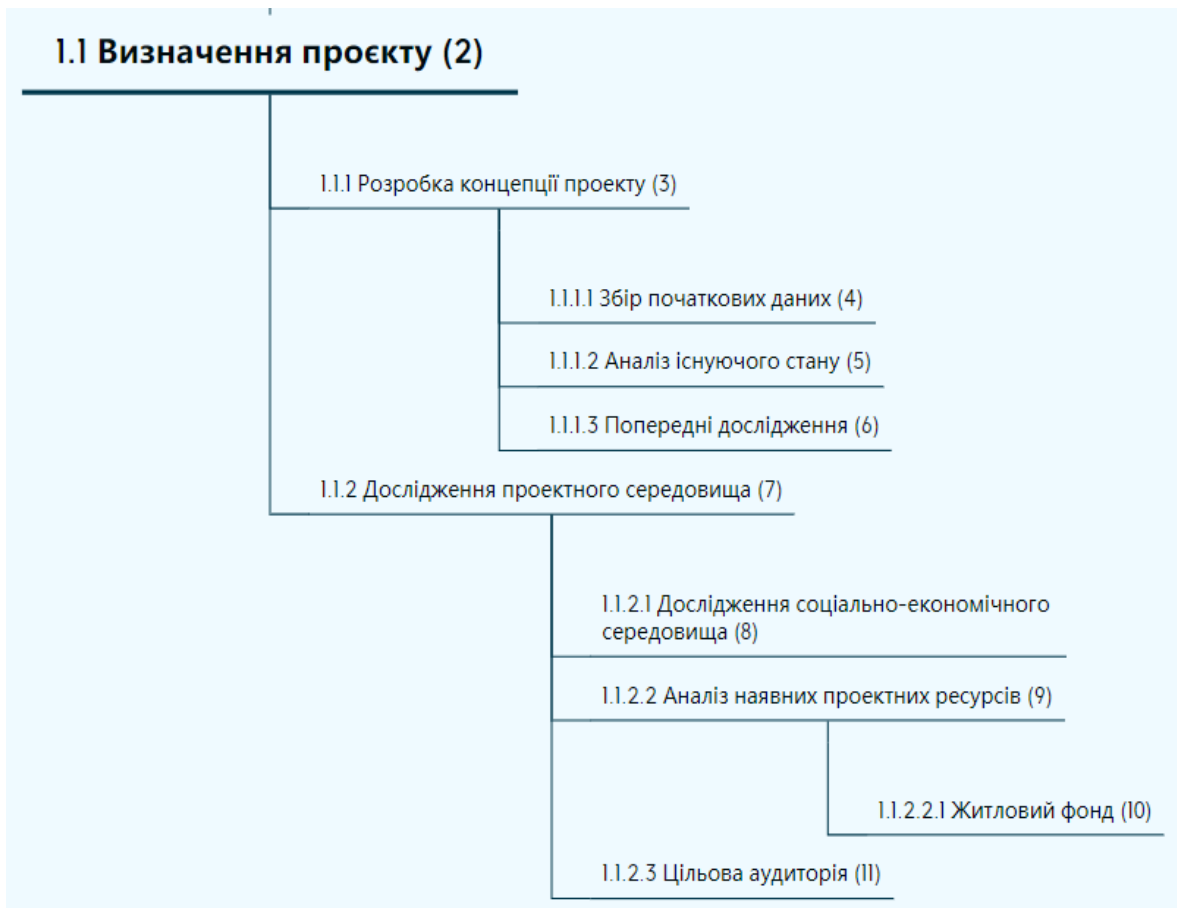 1.1 Визначення проєкту (2)
1.1.1 Розробка концепції проекту (3)
1.1.1.1 Збір початкових даних (4)
1.1.1.2 Аналіз існуючого стану (5)
1.1.1.3 Попередні дослідження (6)
1.1.2 Дослідження проектного середовища (7)
1.1.2.1 Дослідження соціально-економічного
середовища (8)
1.1.2.2 Аналіз наявних проектних ресурсів (9)
1.1.2.2.1 Житловий фонд (10)
1.1.2.3 Цільова аудиторія (11)